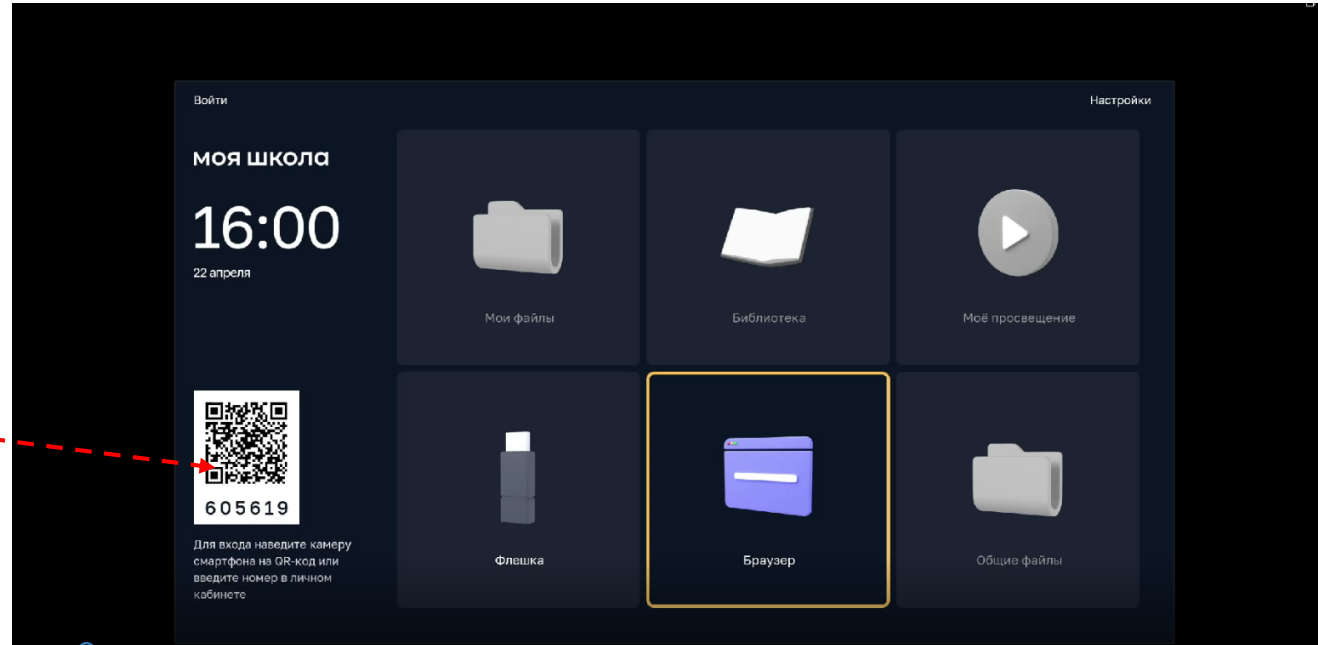 Войти
Настройки
моя школа
16:00
22 апреля
Мои файлы
Библиотека
Моё просвещение
605619
Для входа наведите камеру
смартфона на QR-код или
введите номер в личном
кабинете
Флешка
Браузер
Общие файлы